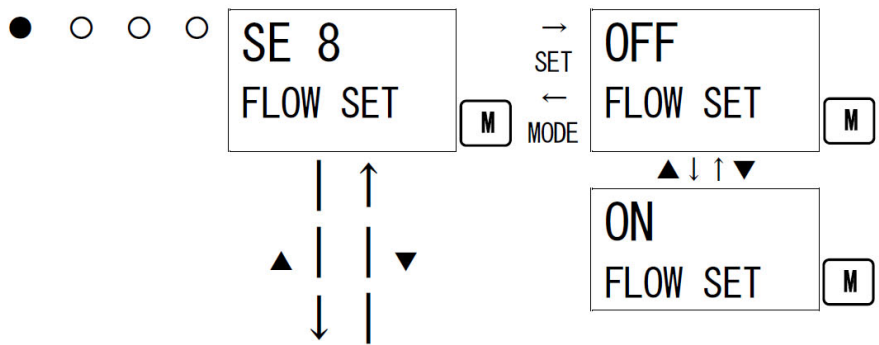 ● ○ ○ ○
SE 8
FLOW SET
M
→
SET
←
MODE
OFF
FLOW SET
M
▲↓↑▼
ON
FLOW SET
M
▲ ↓ ↑ ▼